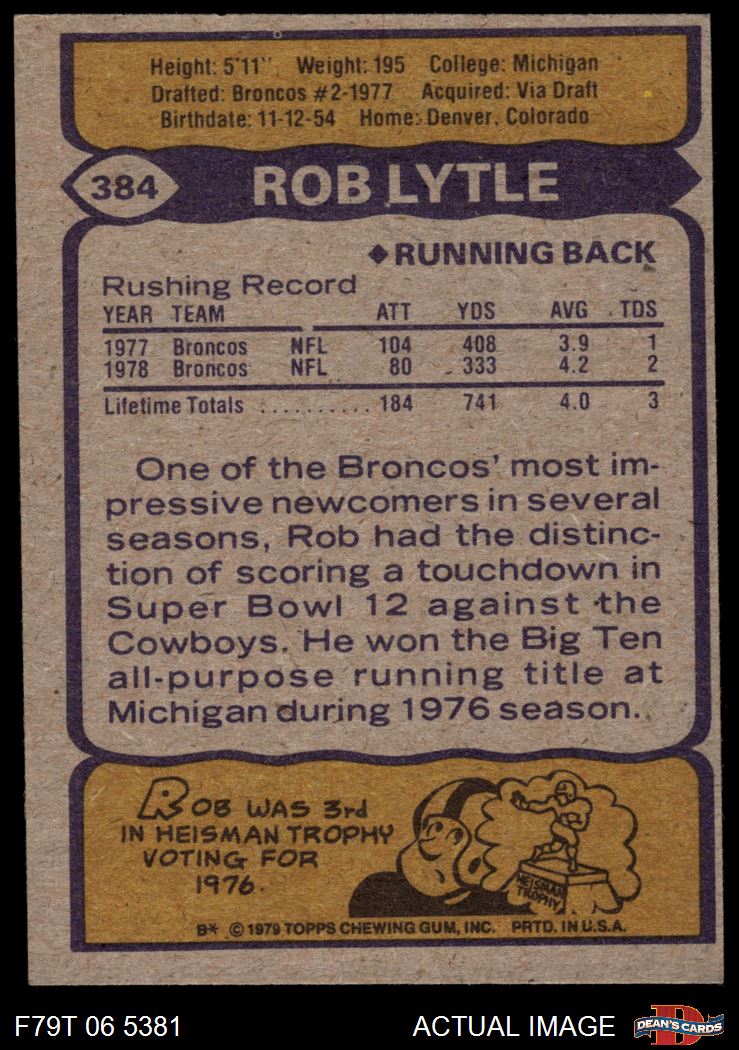 Height: 5'11" Weight: 195 College: Michigan
Drafted: Broncos #2-1977 Acquired: Via Draft
Birthdate: 11-12-54 Home: Denver, Colorado
384 ROB LYTLE
◆RUNNING BACK
Rushing Record
YEAR TEAM ATT YDS AVG TDS
1977 Broncos NFL 104 408 3.9 1
1978 Broncos NFL 80 333 4.2 2
Lifetime Totals .......... 184 741 4.0 3
One of the Broncos' most im-
pressive newcomers in several
seasons, Rob had the distinc-
tion of scoring a touchdown in
Super Bowl 12 against the
Cowboys. He won the Big Ten
all-purpose running title at
Michigan during 1976 season.
ROB WAS 3rd
IN HEISMAN TROPHY
VOTING FOR
1976.
HEISMAN
TROPHY
B* © 1979 TOPPS CHEWING GUM, INC. PRTD. IN U.S.A.
F79T 06 5381 ACTUAL IMAGE D DEAN'S CARDS